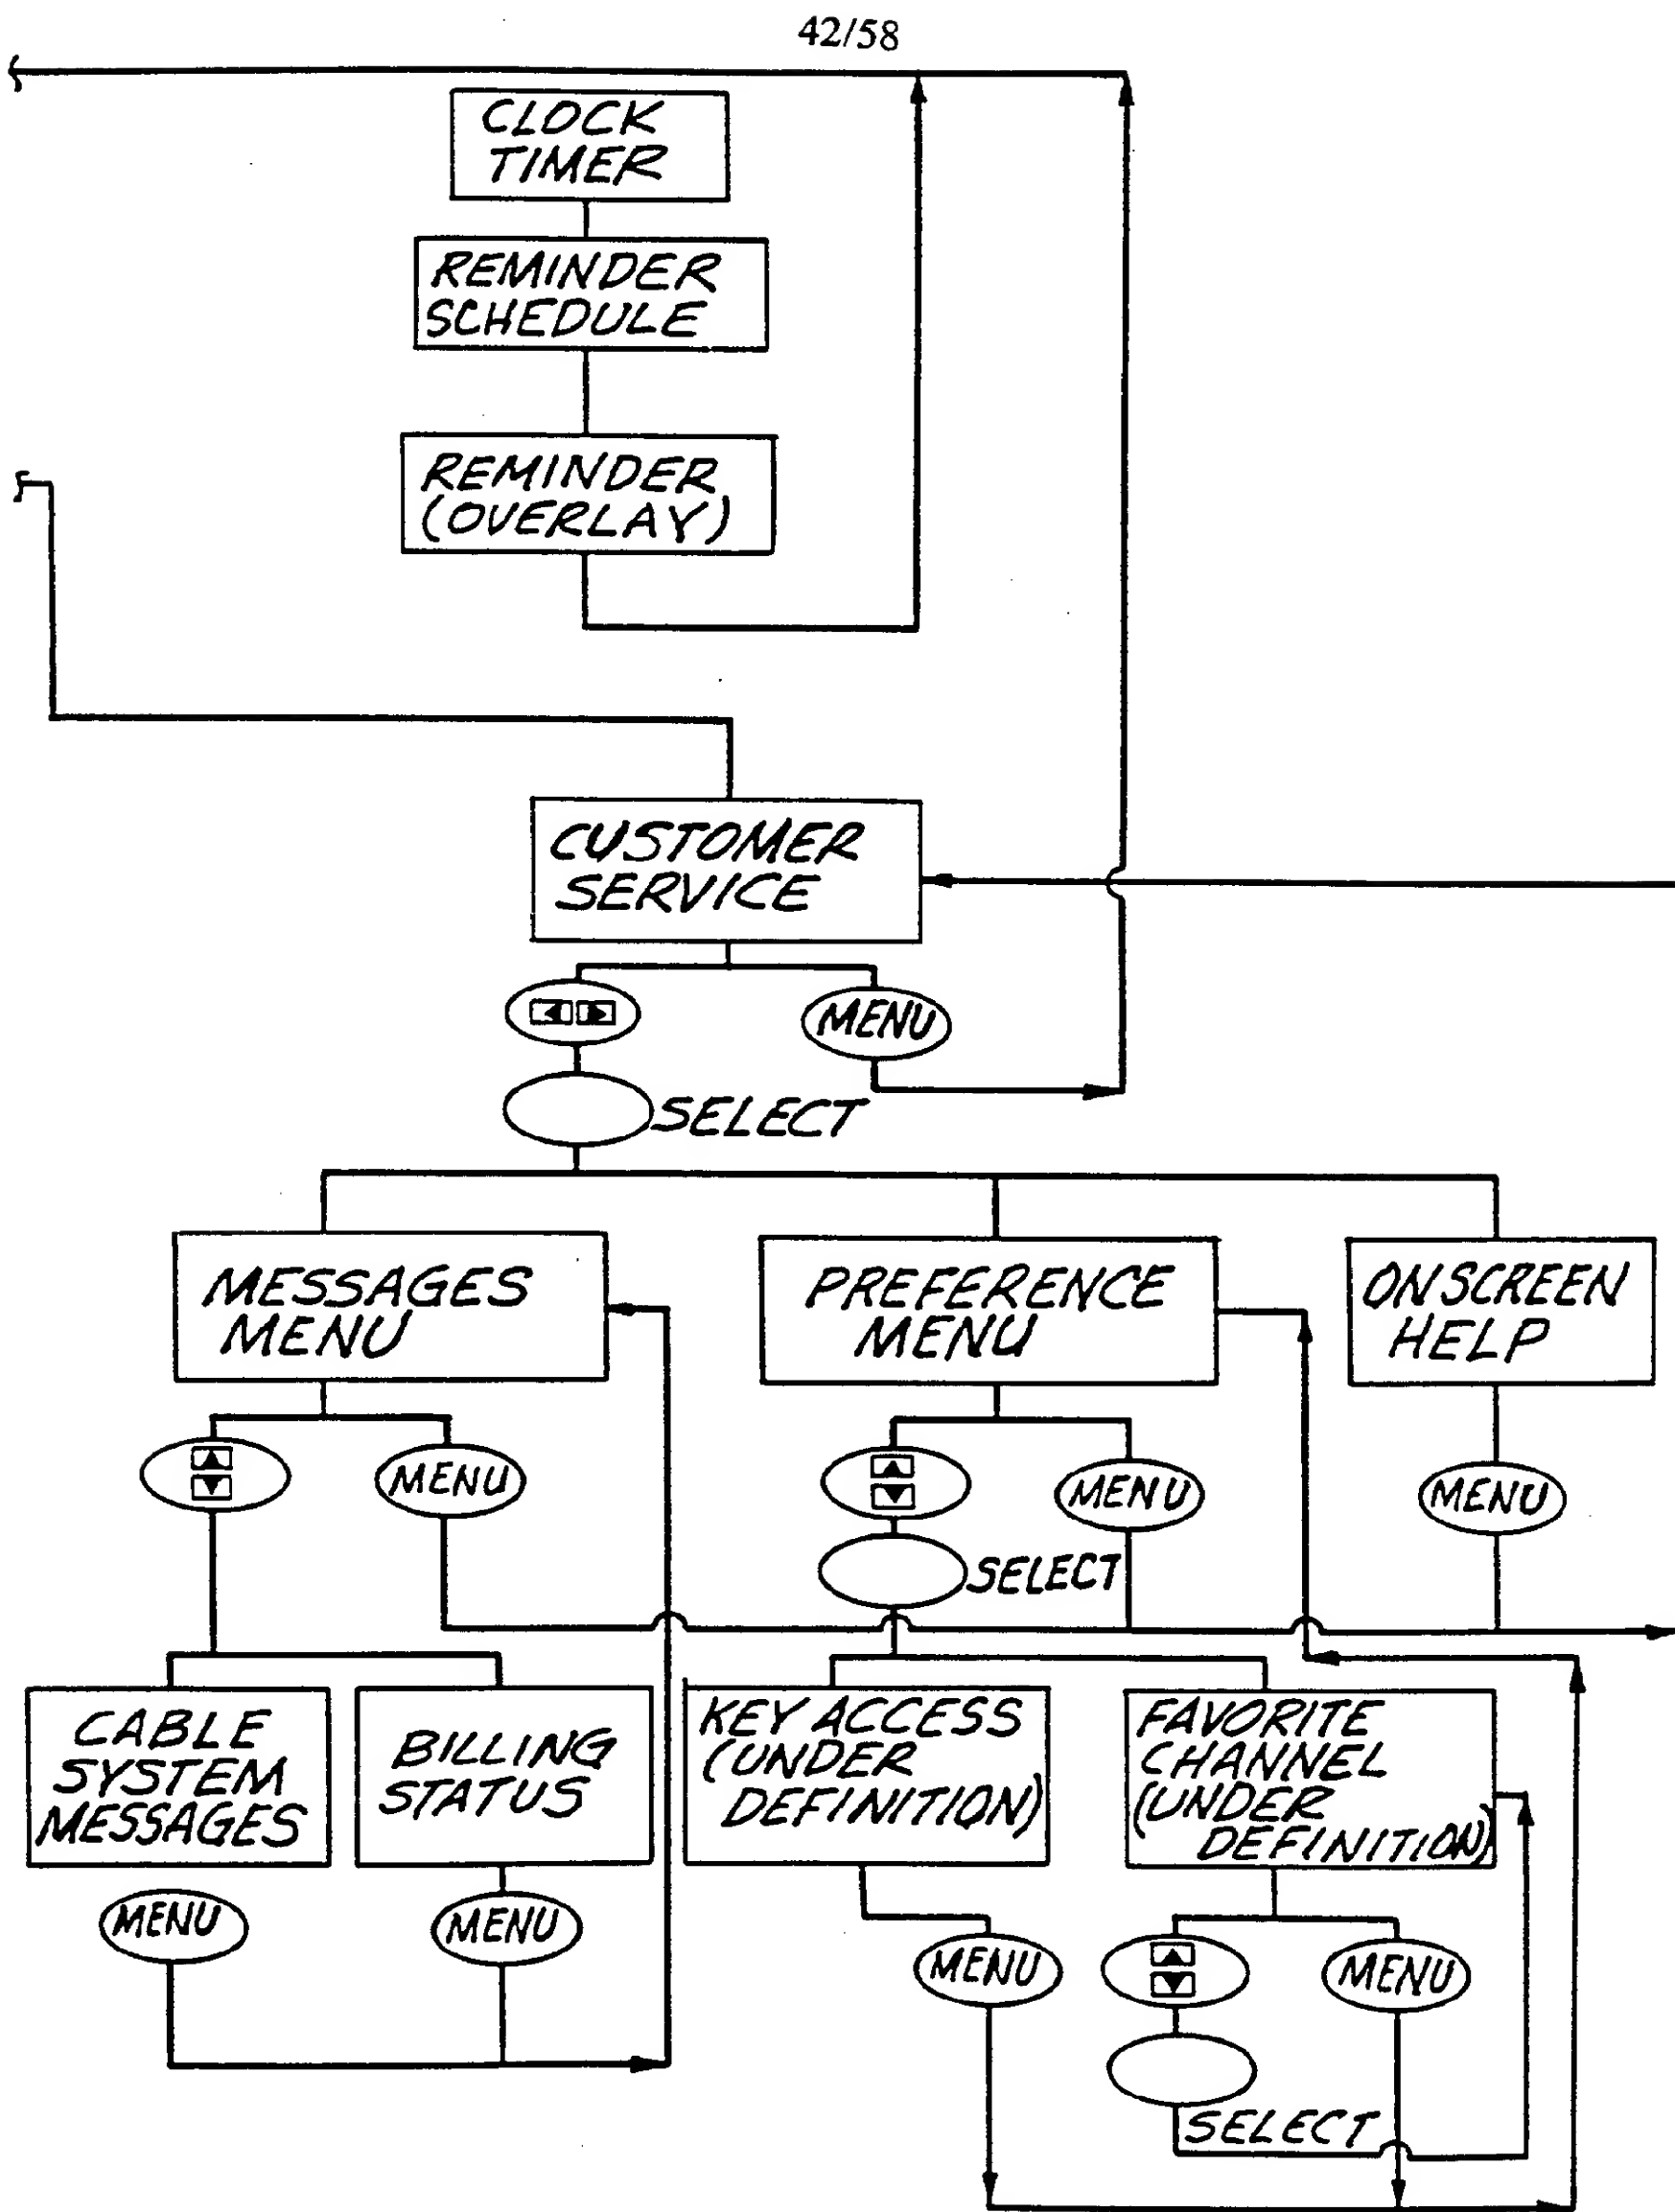 42/58
CLOCK
TIMER
REMINDER
SCHEDULE
REMINDER
(OVERLAY)
CUSTOMER
SERVICE
MENU
SELECT
MESSAGES
MENU
PREFERENCE
MENU
ON SCREEN
HELP
MENU
MENU
MENU
SELECT
CABLE
SYSTEM
MESSAGES
BILLING
STATUS
KEY ACCESS
(UNDER
DEFINITION)
FAVORITE
CHANNEL
(UNDER
DEFINITION)
MENU
MENU
MENU
MENU
SELECT